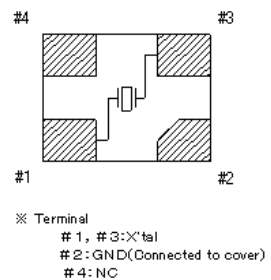 #4 #3
#1 #2
※ Terminal
#1, #3:X'tal
#2:GND(Connected to cover)
#4:NC